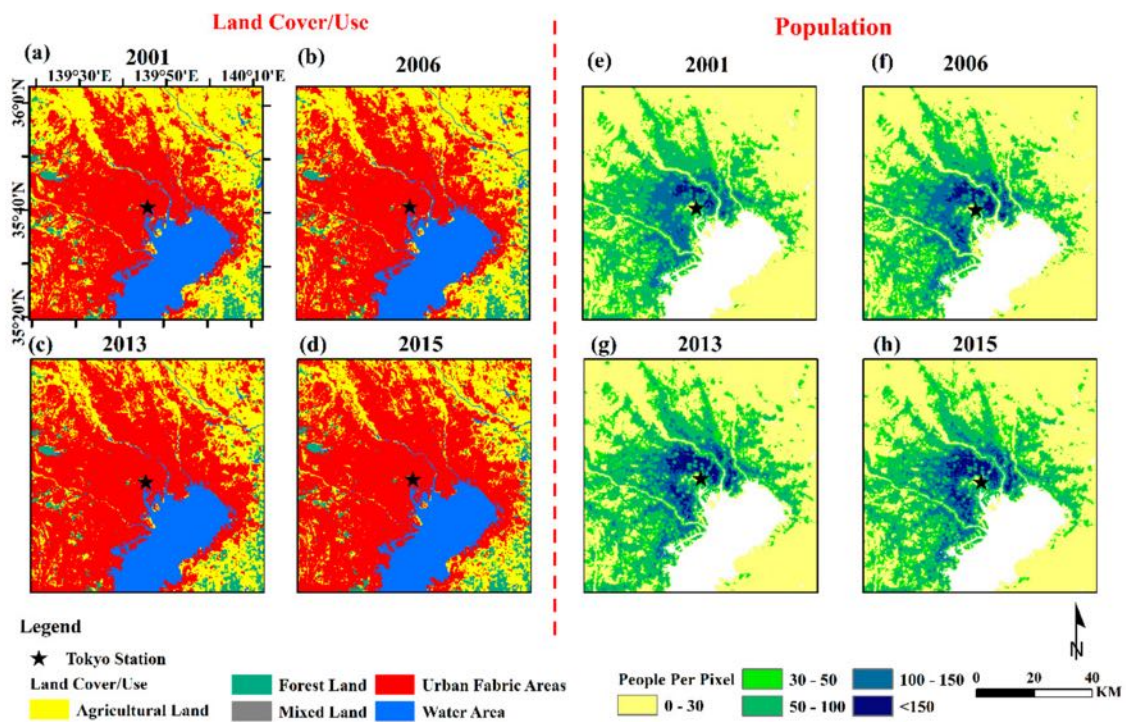 Land Cover/Use
Population
(a)
2001
(b)
2006
(e)
2001
(f)
2006
139°30'E 139°50'E 140°10'E
36°0'N
35°40'N
35°20'N
(c)
2013
(d)
2015
(g)
2013
(h)
2015
N
Legend
Tokyo Station
Land Cover/Use
Agricultural Land
Forest Land
Mixed Land
Urban Fabric Areas
Water Area
People Per Pixel
0 - 30
30 - 50
50 - 100
100 - 150
<150
0 20 40
KM